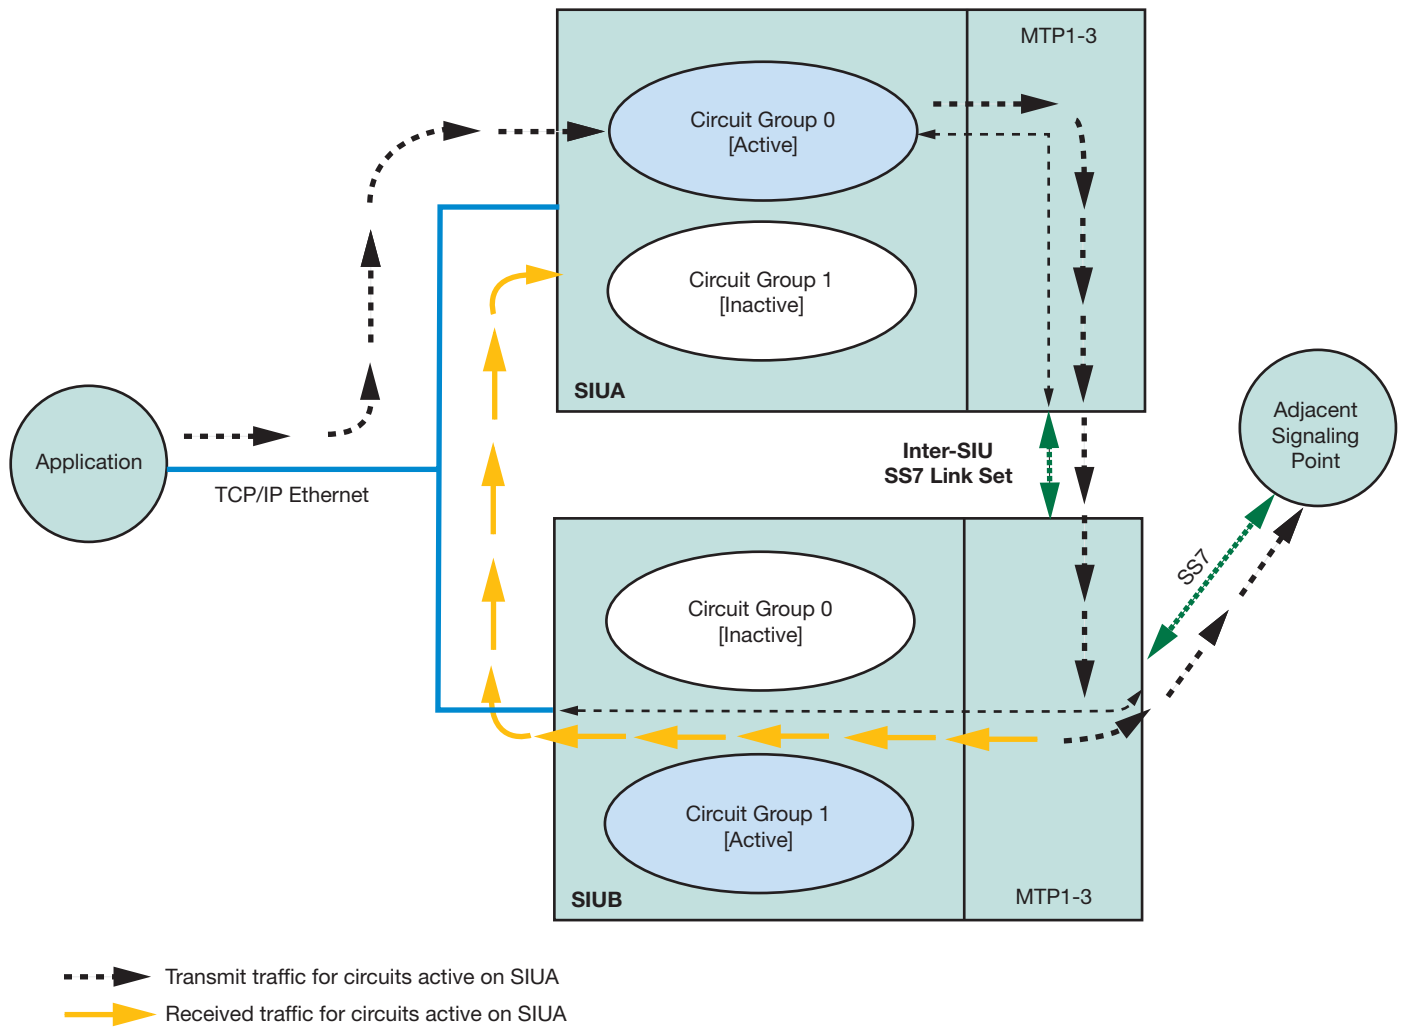 MTP1-3
Circuit Group 0
[Active]
Circuit Group 1
[Inactive]
SIUA
Application
TCP/IP Ethernet
Inter-SIU
SS7 Link Set
Adjacent
Signaling
Point
SS7
Circuit Group 0
[Inactive]
Circuit Group 1
[Active]
SIUB
MTP1-3
Transmit traffic for circuits active on SIUA
Received traffic for circuits active on SIUA